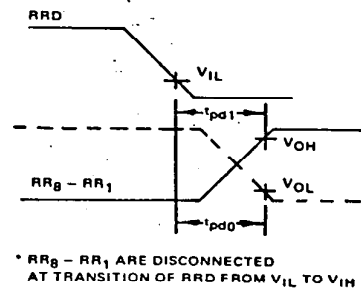 RRD
VIL
tpd1
VOH
RR8 – RR1
VOL
tpd0
* RR8 – RR1 ARE DISCONNECTED
AT TRANSITION OF RRD FROM VIL TO VIH